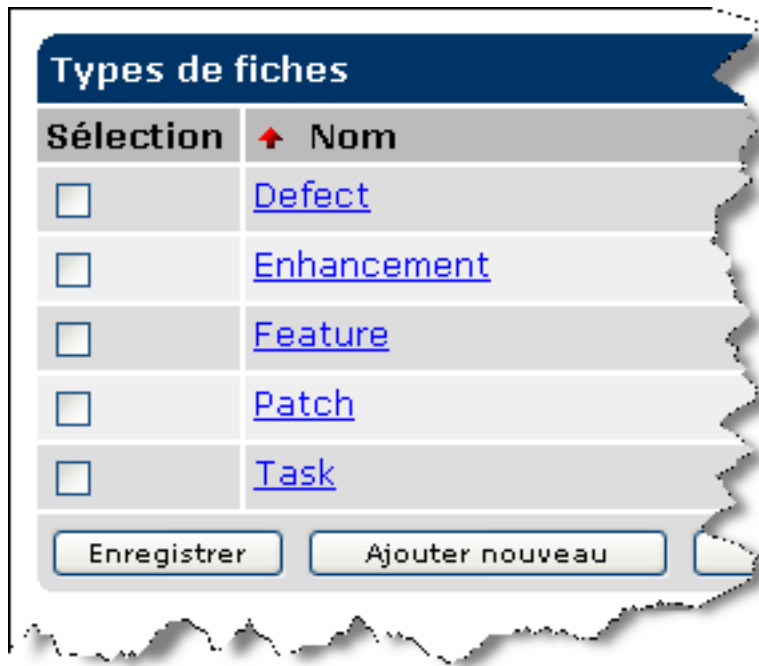 Types de fiches
Sélection Nom
Defect
Enhancement
Feature
Patch
Task
Enregistrer Ajouter nouveau